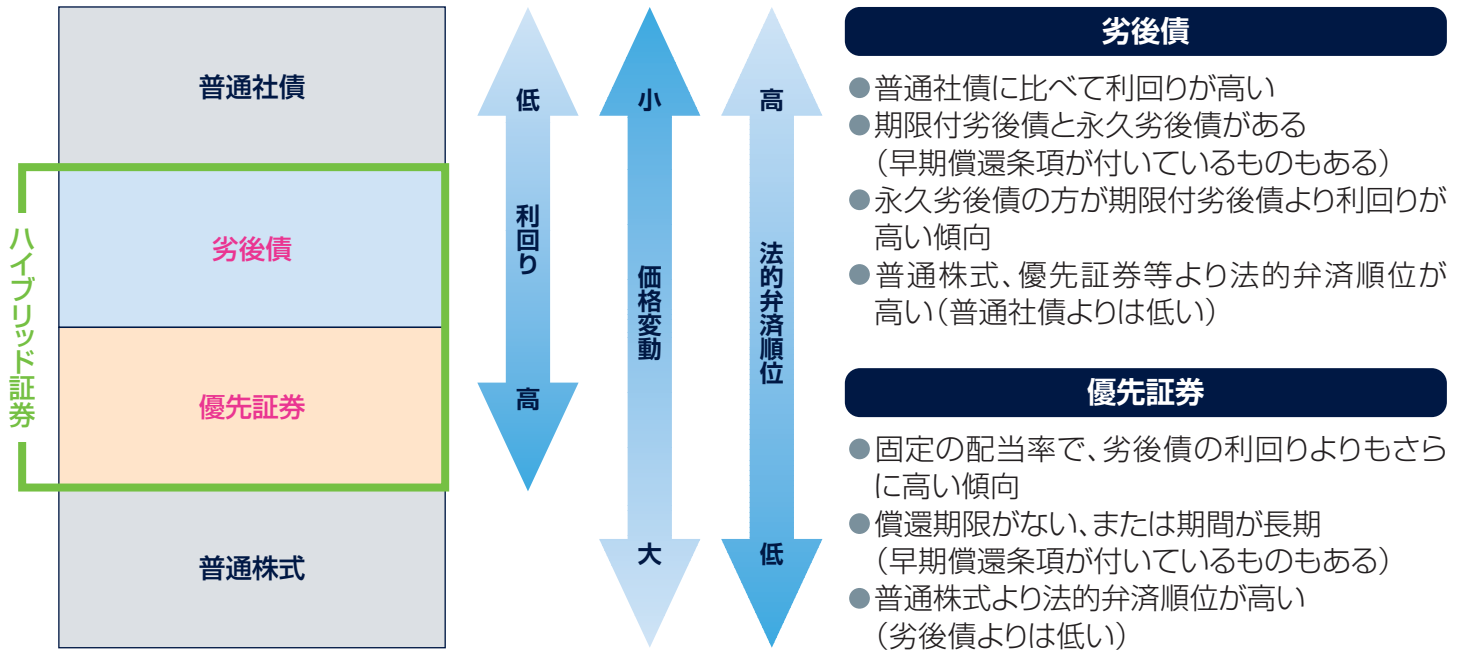 普通社債
劣後債
優先証券
普通株式
ハイブリッド証券
低
利回り
高
小
価格変動
大
高
法的弁済順位
低
劣後債
●普通社債に比べて利回りが高い
●期限付劣後債と永久劣後債がある
（早期償還条項が付いているものもある）
●永久劣後債の方が期限付劣後債より利回りが
高い傾向
●普通株式、優先証券等より法的弁済順位が
高い（普通社債よりは低い）
優先証券
●固定の配当率で、劣後債の利回りよりもさら
に高い傾向
●償還期限がない、または期間が長期
（早期償還条項が付いているものもある）
●普通株式より法的弁済順位が高い
（劣後債よりは低い）